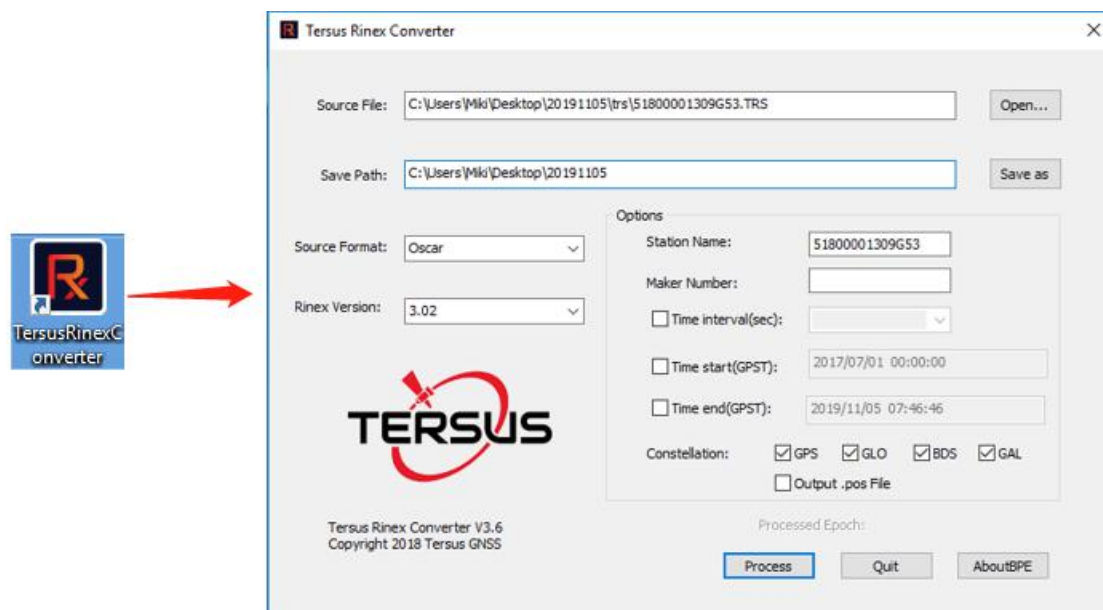 Tersus Rinex Converter
Source File: C:\Users\Miki\Desktop\20191105\trs\51800001309G53.TRS Open...
Save Path: C:\Users\Miki\Desktop\20191105 Save as
Rx
TersusRinexC
onverter
Source Format: Oscar
Rinex Version: 3.02
TERSUS
Tersus Rinex Converter V3.6
Copyright 2018 Tersus GNSS
Options
Station Name: 51800001309G53
Maker Number:
Time interval(sec):
Time start(GPST): 2017/07/01 00:00:00
Time end(GPST): 2019/11/05 07:46:46
Constellation: GPS GLO BDS GAL
Output .pos File
Processed Epoch:
Process Quit AboutBPE